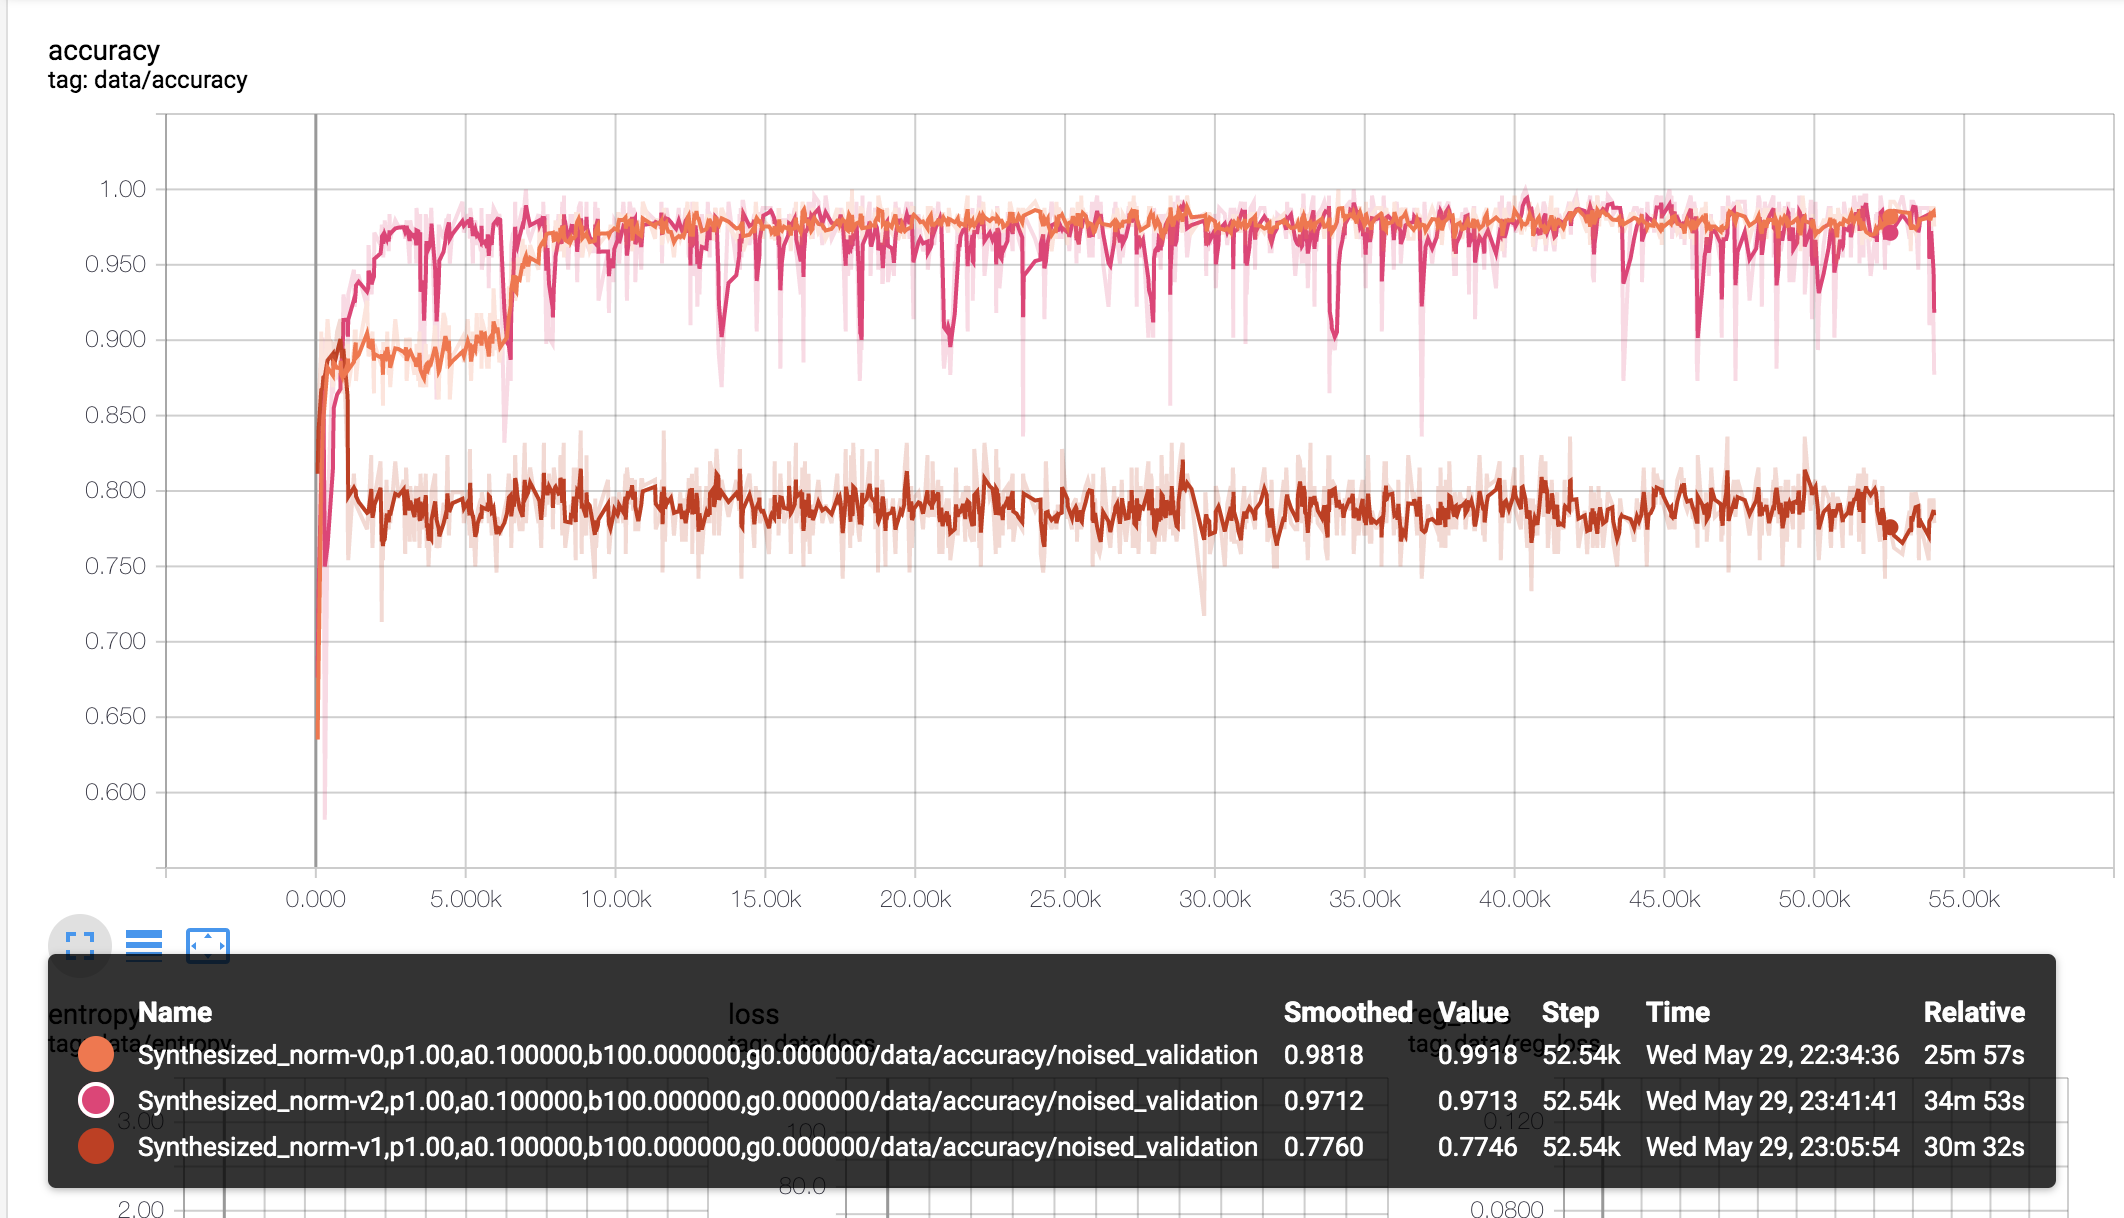 accuracy
tag: data/accuracy
1.00
0.950
0.900
0.850
0.800
0.750
0.700
0.650
0.600
0.000 5.000k 10.00k 15.00k 20.00k 25.00k 30.00k 35.00k 40.00k 45.00k 50.00k 55.00k
entropy loss reg_loss
tag: data/entropy tag: data/loss tag: data/reg_loss
Name Smoothed Value Step Time Relative
Synthesized_norm-v0,p1.00,a0.100000,b100.000000,g0.000000/data/accuracy/noised_validation 0.9818 0.9918 52.54k Wed May 29, 22:34:36 25m 57s
Synthesized_norm-v2,p1.00,a0.100000,b100.000000,g0.000000/data/accuracy/noised_validation 0.9712 0.9713 52.54k Wed May 29, 23:41:41 34m 53s
Synthesized_norm-v1,p1.00,a0.100000,b100.000000,g0.000000/data/accuracy/noised_validation 0.7760 0.7746 52.54k Wed May 29, 23:05:54 30m 32s
3.00 100 0.120
80.0
2.00 0.0800